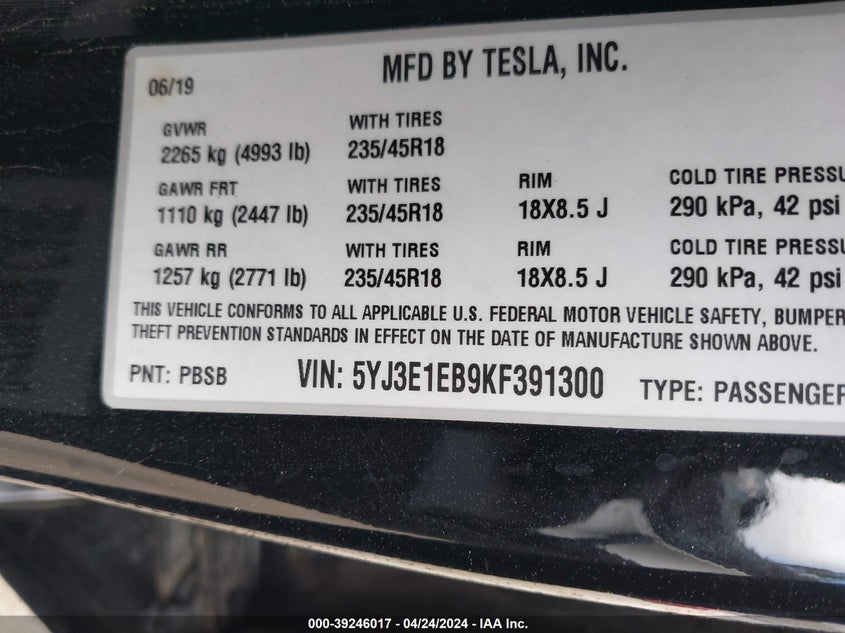 MFD BY TESLA, INC.
06/19
GVWR WITH TIRES
2265 kg (4993 lb) 235/45R18
GAWR FRT WITH TIRES RIM COLD TIRE PRESSU
1110 kg (2447 lb) 235/45R18 18X8.5 J 290 kPa, 42 psi
GAWR RR WITH TIRES RIM COLD TIRE PRESSU
1257 kg (2771 lb) 235/45R18 18X8.5 J 290 kPa, 42 psi
THIS VEHICLE CONFORMS TO ALL APPLICABLE U.S. FEDERAL MOTOR VEHICLE SAFETY, BUMPER
THEFT PREVENTION STANDARDS IN EFFECT ON THE DATE OF MANUFACTURE SHOWN ABOVE.
PNT: PBSB VIN: 5YJ3E1EB9KF391300 TYPE: PASSENGER
000-39246017 - 04/24/2024 - IAA Inc.